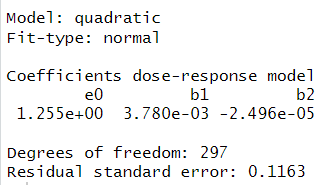 Model: quadratic
Fit-type: normal
Coefficients dose-response model
e0 b1 b2
1.255e+00 3.780e-03 -2.496e-05
Degrees of freedom: 297
Residual standard error: 0.1163